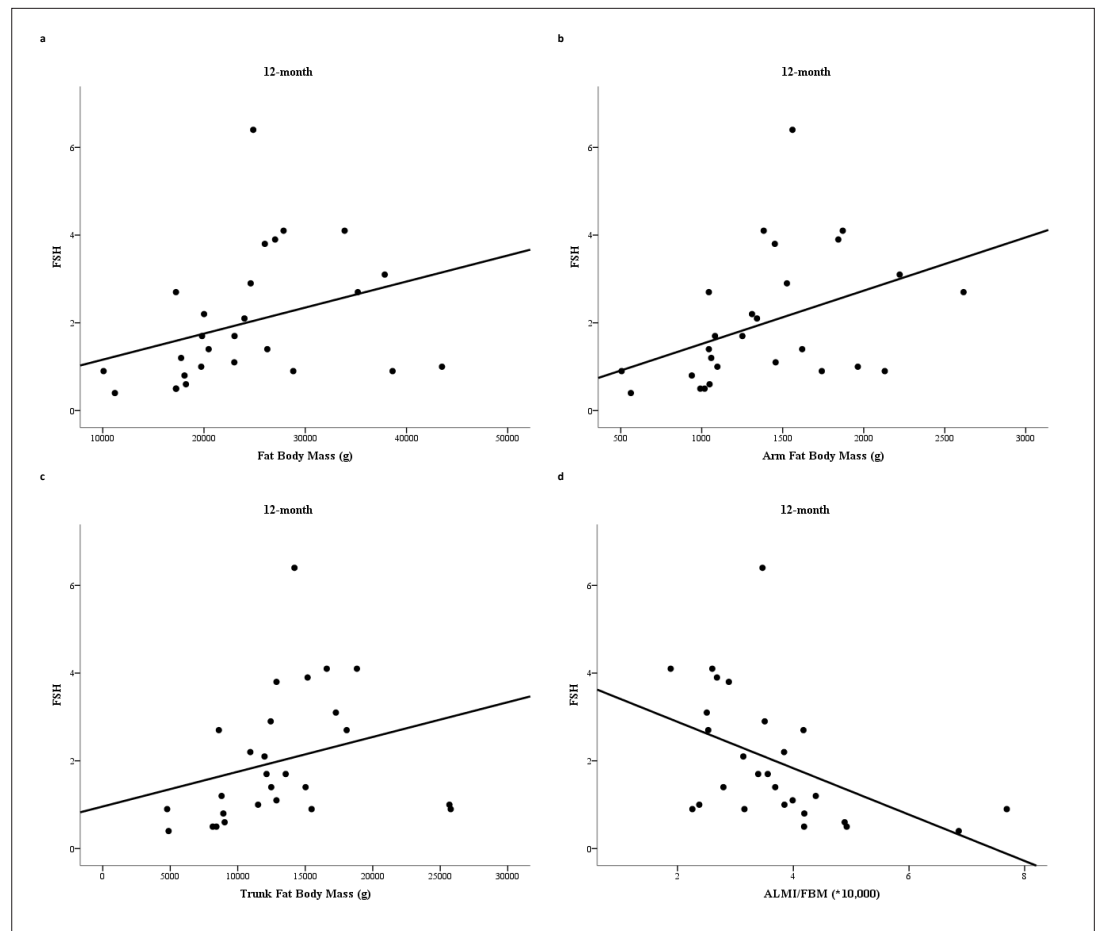 a
12-month
FSH
6
4
2
0
10000 20000 30000 40000 50000
Fat Body Mass (g)
b
12-month
FSH
6
4
2
0
500 1000 1500 2000 2500 3000
Arm Fat Body Mass (g)
c
12-month
FSH
6
4
2
0
0 5000 10000 15000 20000 25000 30000
Trunk Fat Body Mass (g)
d
12-month
FSH
6
4
2
0
2 4 6 8
ALMI/FBM (*10,000)